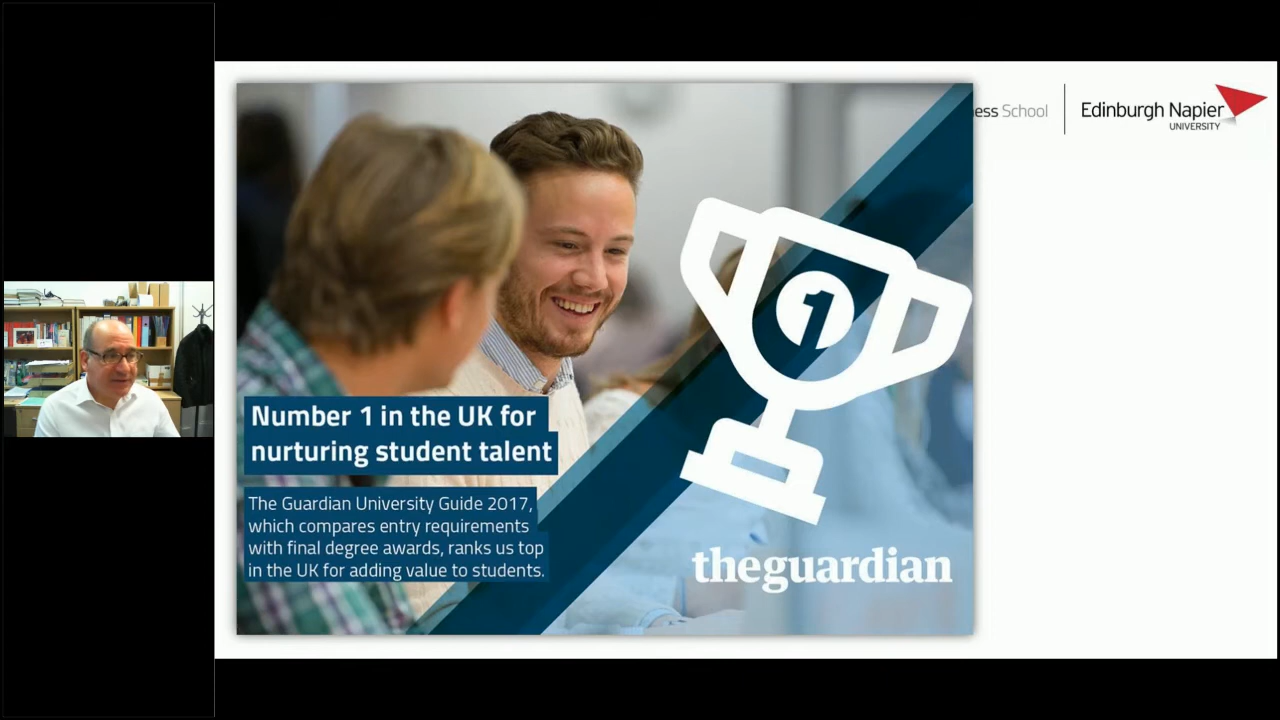 ess School
Edinburgh Napier
UNIVERSITY
1
Number 1 in the UK for
nurturing student talent
The Guardian University Guide 2017,
which compares entry requirements
with final degree awards, ranks us top
in the UK for adding value to students.
theguardian